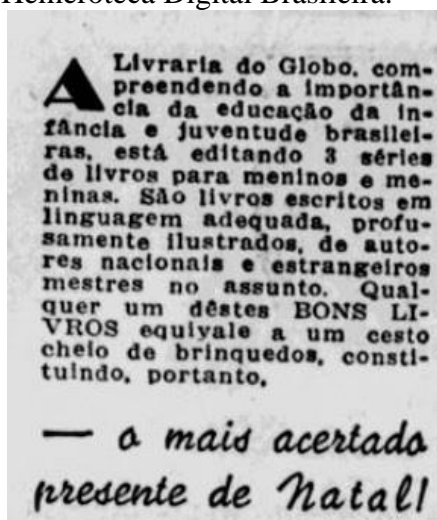 Hemeroteca Digital Brasileira.
A Livraria do Globo, com-
preendendo a importân-
cia da educação da in-
fância e juventude brasilei-
ras, está editando 3 séries
de livros para meninos e me-
ninas. São livros escritos em
linguagem adequada, profu-
samente ilustrados, de auto-
res nacionais e estrangeiros
mestres no assunto. Qual-
quer um dêstes BONS LI-
VROS equivale a um cesto
cheio de brinquedos, consti-
tuindo, portanto,
— o mais acertado
presente de Natal!